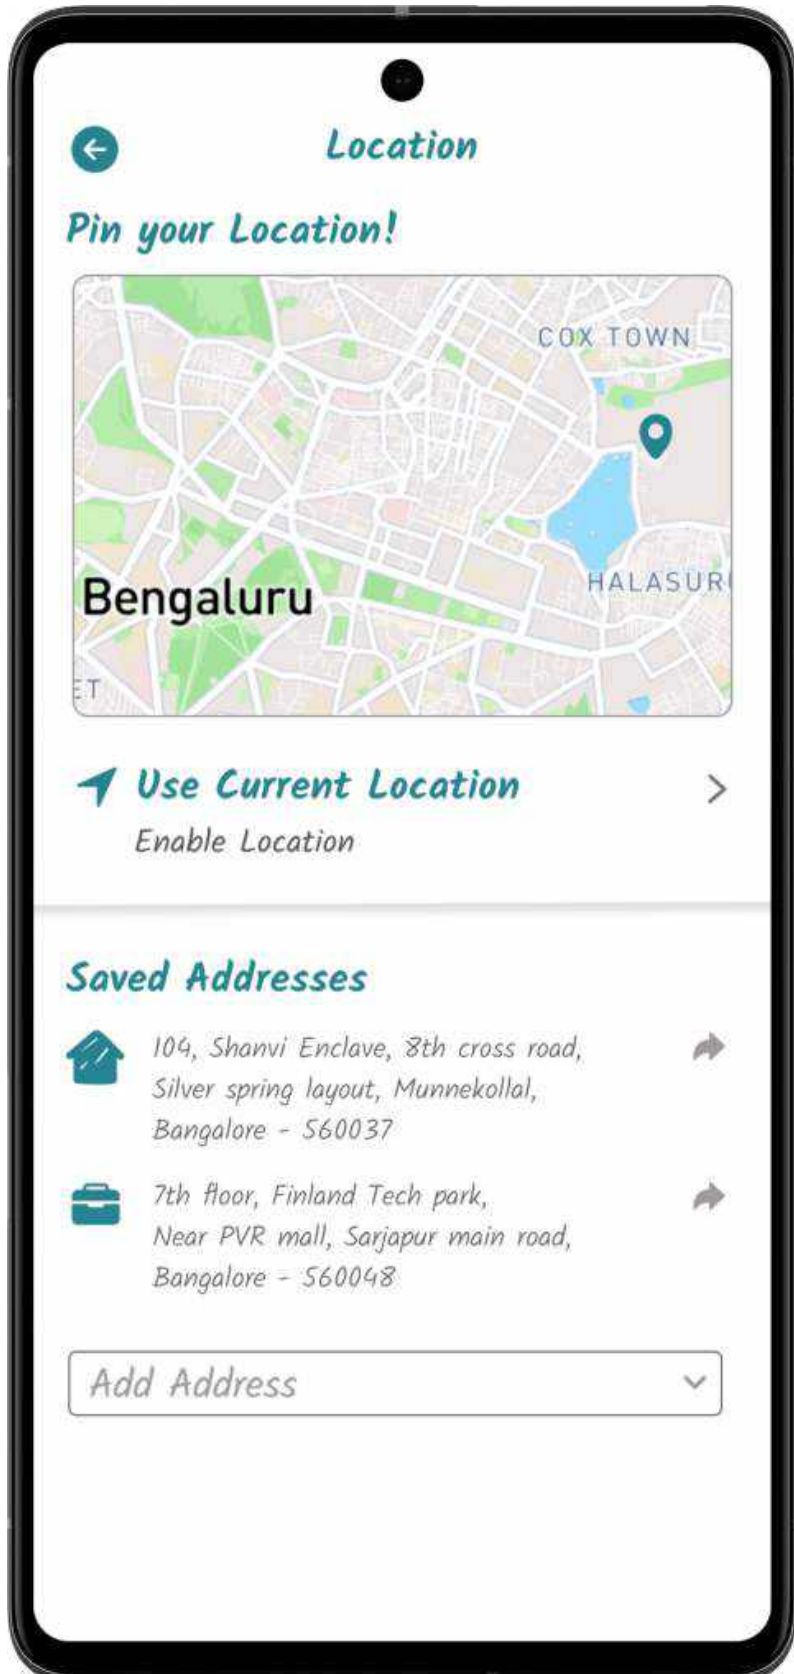 Location
Pin your Location!
COX TOWN
HALASUR
Bengaluru
ET
Use Current Location
Enable Location
Saved Addresses
104, Shanvi Enclave, 8th cross road,
Silver spring layout, Munnekollal,
Bangalore - 560037
7th floor, Finland Tech park,
Near PVR mall, Sarjapur main road,
Bangalore - 560048
Add Address